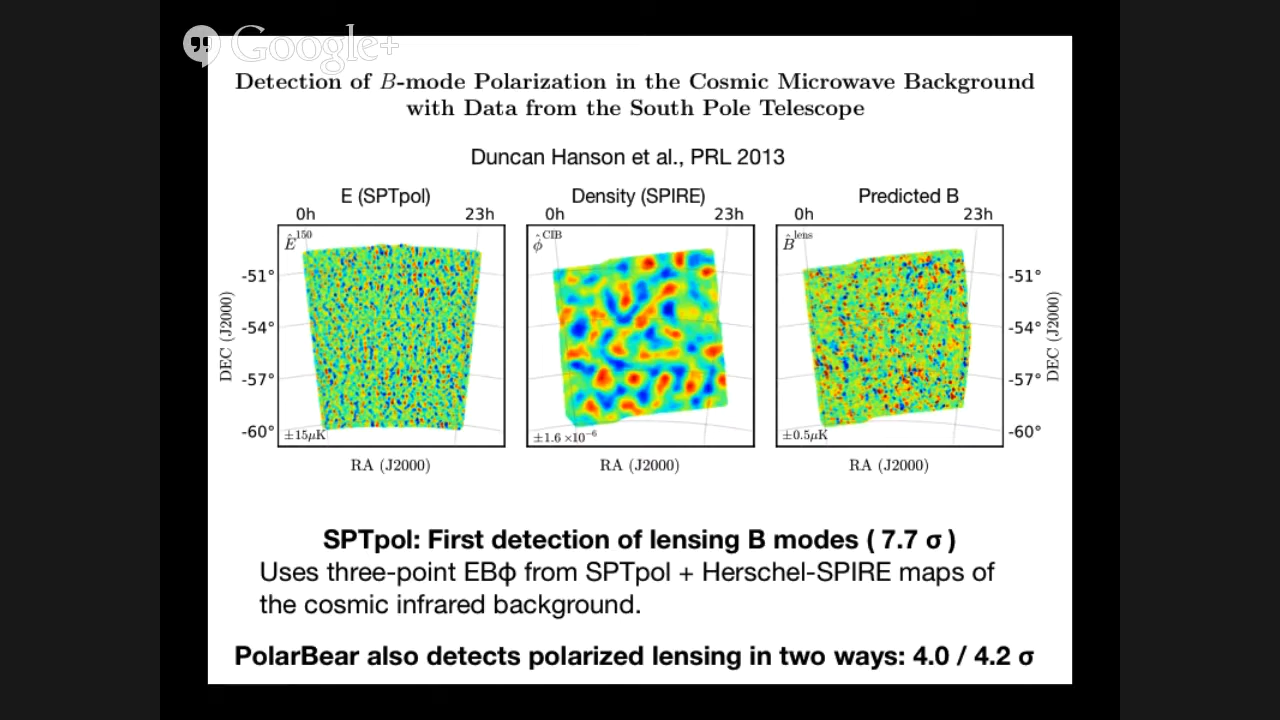 Google+
Detection of B-mode Polarization in the Cosmic Microwave Background
with Data from the South Pole Telescope
Duncan Hanson et al., PRL 2013
E (SPTpol)
Density (SPIRE)
Predicted B
0h 23h
0h 23h
0h 23h
Ê¹⁵⁰
ϕ̂ᶜᴵᴮ
B̂ˡᵉⁿˢ
-51°
-54°
-57°
-60°
DEC (J2000)
±15μK
±1.6 ×10⁻⁶
±0.5μK
-51°
-54°
-57°
-60°
DEC (J2000)
RA (J2000)
RA (J2000)
RA (J2000)
SPTpol: First detection of lensing B modes ( 7.7 σ )
Uses three-point EBϕ from SPTpol + Herschel-SPIRE maps of
the cosmic infrared background.
PolarBear also detects polarized lensing in two ways: 4.0 / 4.2 σ